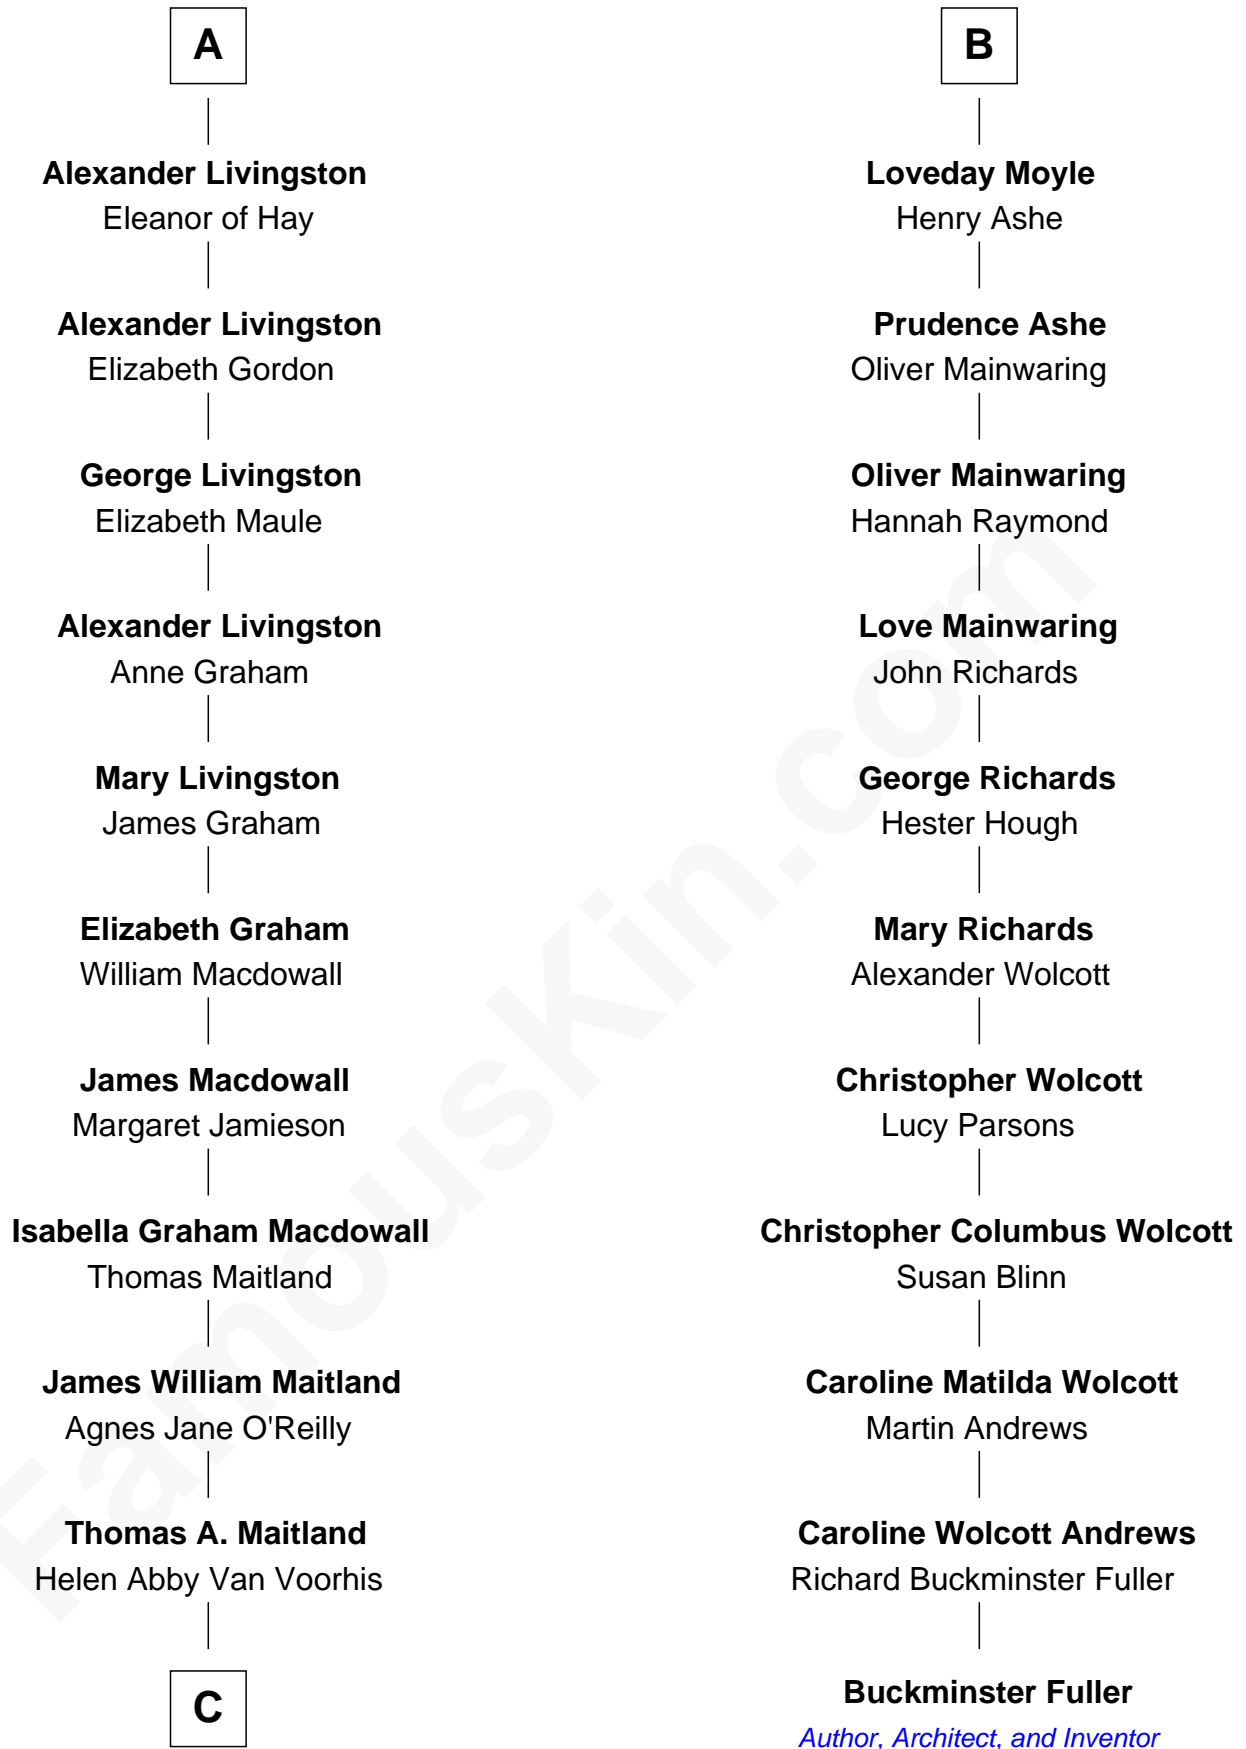 A
Alexander Livingston
Eleanor of Hay
Alexander Livingston
Elizabeth Gordon
George Livingston
Elizabeth Maule
Alexander Livingston
Anne Graham
Mary Livingston
James Graham
Elizabeth Graham
William Macdowall
James Macdowall
Margaret Jamieson
Isabella Graham Macdowall
Thomas Maitland
James William Maitland
Agnes Jane O'Reilly
Thomas A. Maitland
Helen Abby Van Voorhis
C
B
Loveday Moyle
Henry Ashe
Prudence Ashe
Oliver Mainwaring
Oliver Mainwaring
Hannah Raymond
Love Mainwaring
John Richards
George Richards
Hester Hough
Mary Richards
Alexander Wolcott
Christopher Wolcott
Lucy Parsons
Christopher Columbus Wolcott
Susan Blinn
Caroline Matilda Wolcott
Martin Andrews
Caroline Wolcott Andrews
Richard Buckminster Fuller
Buckminster Fuller
Author, Architect, and Inventor
FamousKin.com